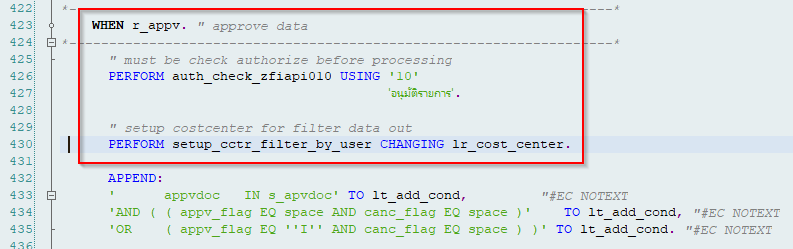 422 *---------------------------------------------------------------------*
423 WHEN r_appv. " approve data
424 *---------------------------------------------------------------------*
425 " must be check authorize before processing
426 PERFORM auth_check_zfiapi010 USING '10'
427 'อนุมัติรายการ'.
428
429 " setup costcenter for filter data out
430 PERFORM setup_cctr_filter_by_user CHANGING lr_cost_center.
431
432 APPEND:
433 ' appvdoc IN s_apvdoc' TO lt_add_cond, "#EC NOTEXT
434 'AND ( ( appv_flag EQ space AND canc_flag EQ space )' TO lt_add_cond, "#EC NOTEXT
435 'OR ( appv_flag EQ ''I'' AND canc_flag EQ space ) )' TO lt_add_cond. "#EC NOTEXT
436